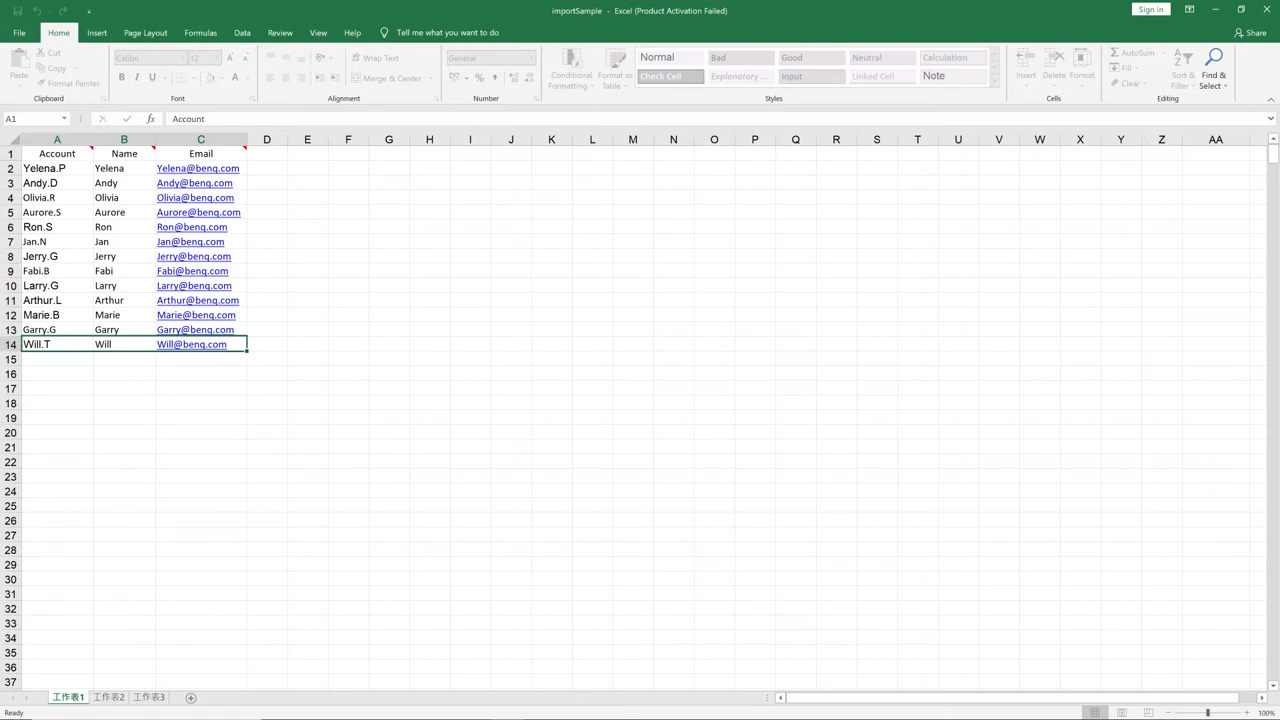 importSample - Excel (Product Activation Failed)
Sign in
File Home Insert Page Layout Formulas Data Review View Help Tell me what you want to do Share
Paste
Cut
Copy
Format Painter
Clipboard
Calibri 12 A A
B I U A
Font
Wrap Text
Merge & Center
Alignment
General
% ,
Number
Conditional Formatting
Format as Table
Normal Bad Good Neutral Calculation
Check Cell Explanatory ... Input Linked Cell Note
Styles
Insert Delete Format
Cells
AutoSum
Fill
Clear
Sort & Filter
Find & Select
Editing
A1 fx Account
A B C D E F G H I J K L M N O P Q R S T U V W X Y Z AA
1 Account Name Email
2 Yelena.P Yelena Yelena@benq.com
3 Andy.D Andy Andy@benq.com
4 Olivia.R Olivia Olivia@benq.com
5 Aurore.S Aurore Aurore@benq.com
6 Ron.S Ron Ron@benq.com
7 Jan.N Jan Jan@benq.com
8 Jerry.G Jerry Jerry@benq.com
9 Fabi.B Fabi Fabi@benq.com
10 Larry.G Larry Larry@benq.com
11 Arthur.L Arthur Arthur@benq.com
12 Marie.B Marie Marie@benq.com
13 Garry.G Garry Garry@benq.com
14 Will.T Will Will@benq.com
15
16
17
18
19
20
21
22
23
24
25
26
27
28
29
30
31
32
33
34
35
36
37
工作表1 工作表2 工作表3
Ready 100%